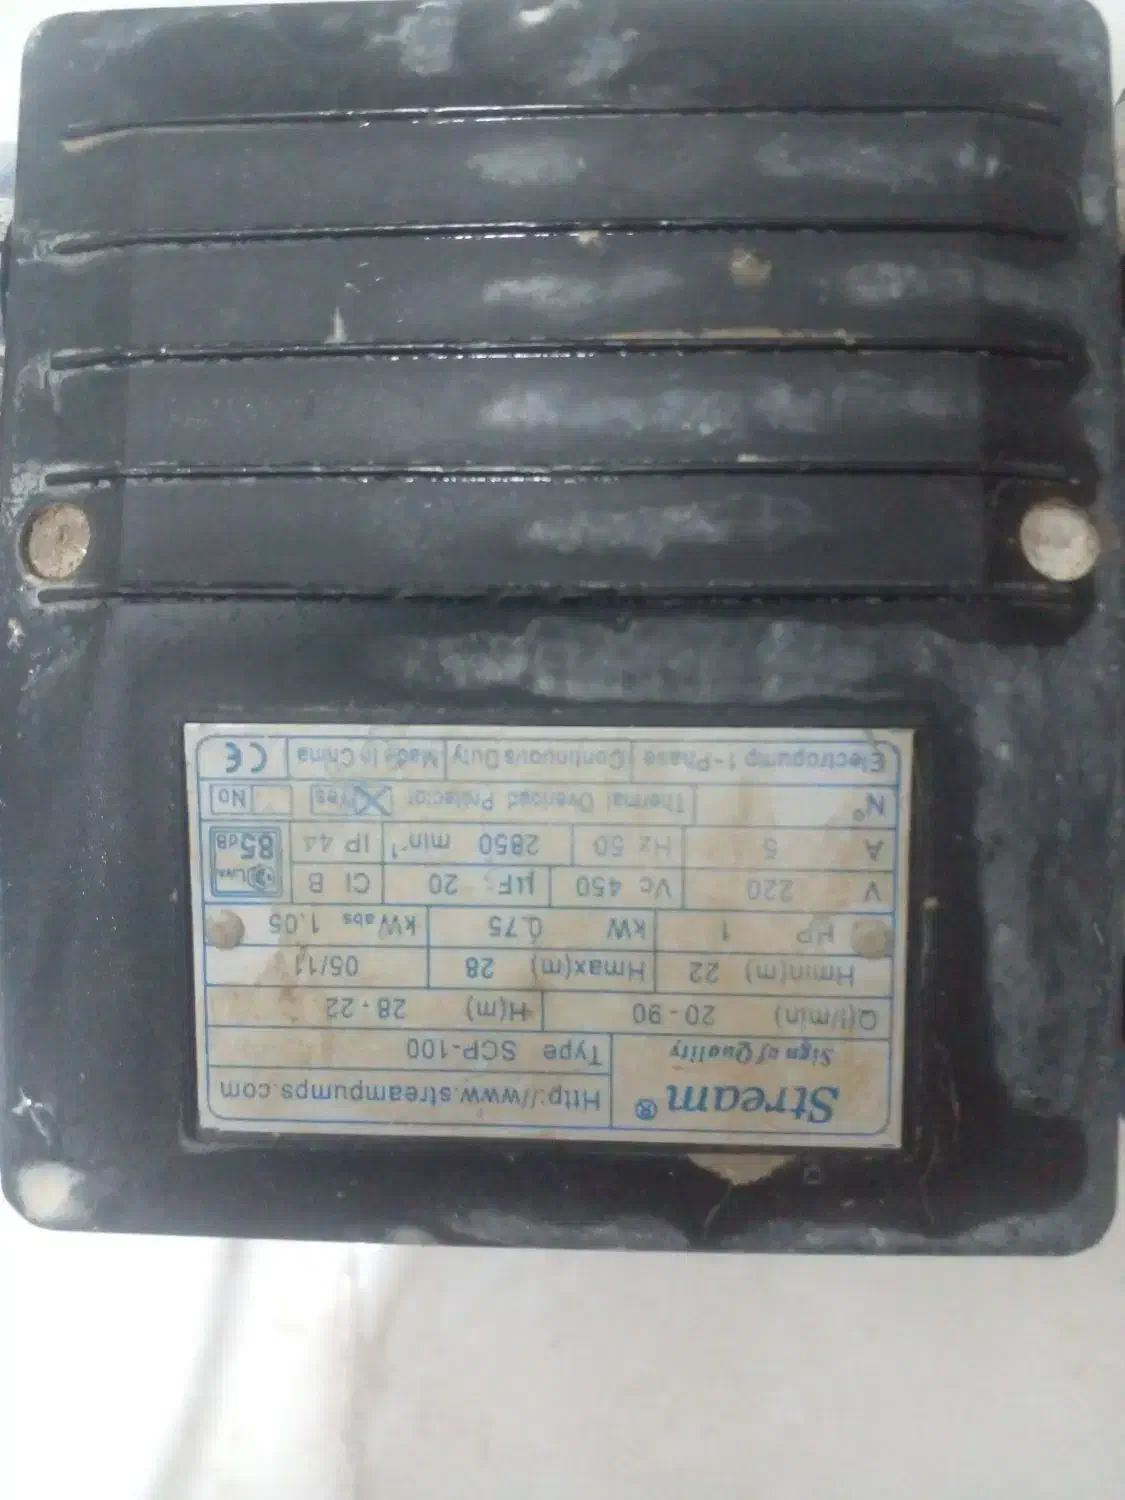 Stream ® Http://www.streampumps.com
Sign of Quality Type SCP-100
Q(l/min) 20 - 90 H(m) 28 - 22
Hmin(m) 22 Hmax(m) 28 05/11
HP 1 kW 0.75 kWabs 1.05
V 220 Vc 450 µF: 20 Cl B
LWA 85dB
A 5 Hz 50 2850 min⁻¹ IP 44
N° Thermal Overload Protector Yes No
Electropump 1~Phase Continuous Duty Made In China CE